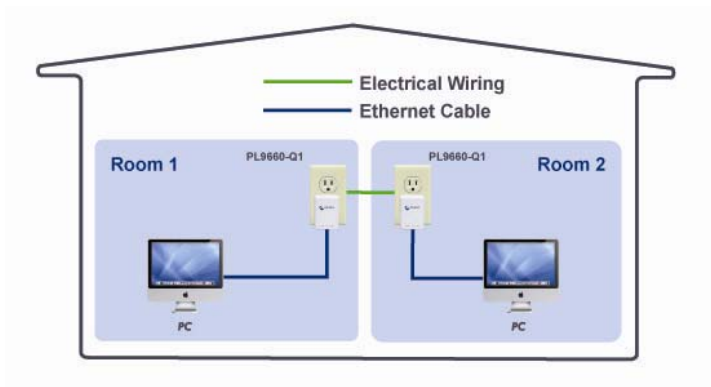 Electrical Wiring
Ethernet Cable
Room 1
PL9660-Q1
PL9660-Q1
Room 2
PC
PC